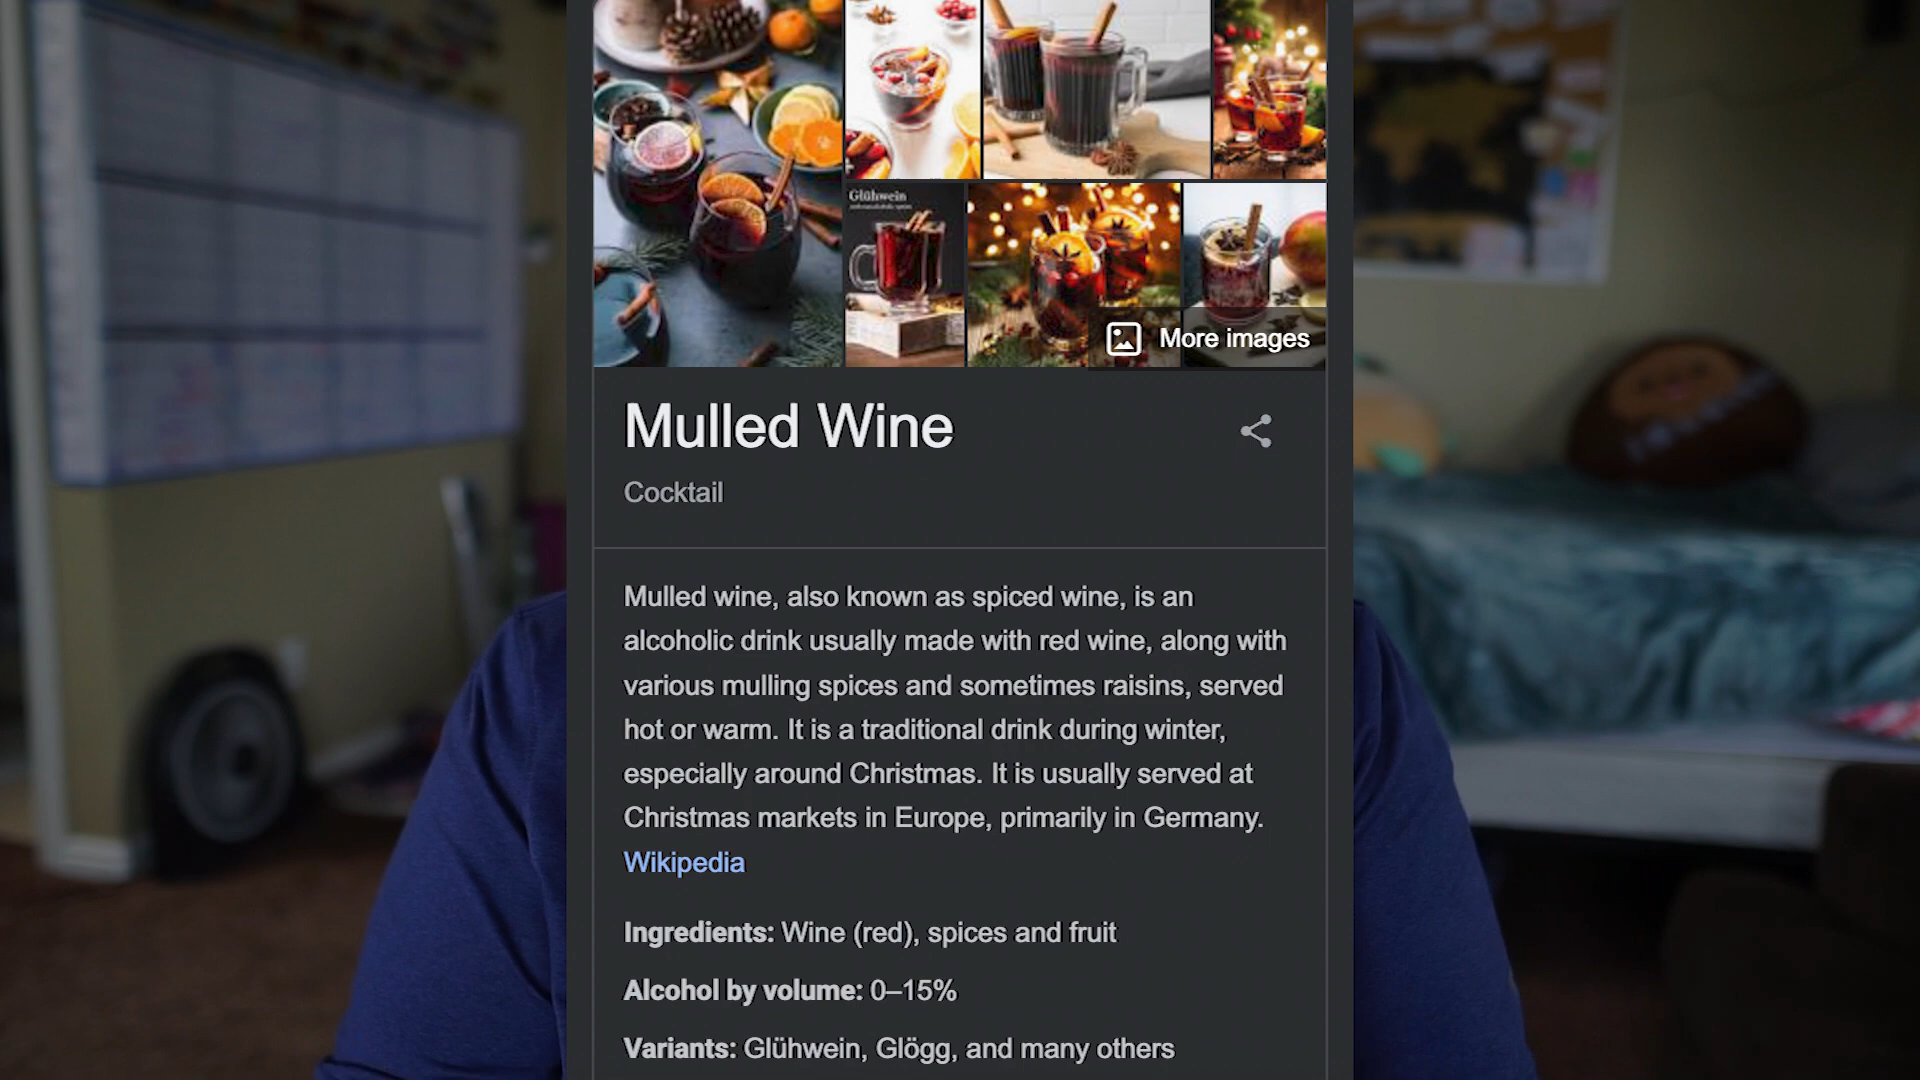 Glühwein
More images
Mulled Wine
Cocktail
Mulled wine, also known as spiced wine, is an
alcoholic drink usually made with red wine, along with
various mulling spices and sometimes raisins, served
hot or warm. It is a traditional drink during winter,
especially around Christmas. It is usually served at
Christmas markets in Europe, primarily in Germany.
Wikipedia
Ingredients: Wine (red), spices and fruit
Alcohol by volume: 0–15%
Variants: Glühwein, Glögg, and many others